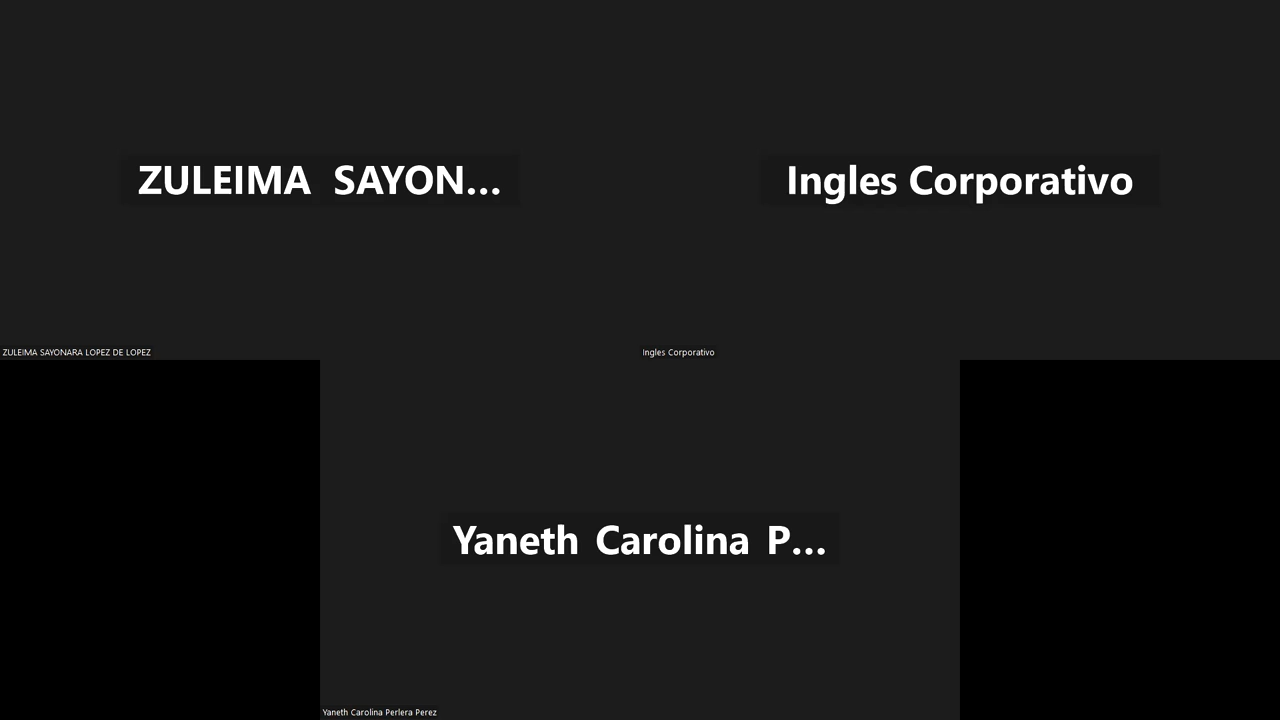 ZULEIMA SAYON...
Ingles Corporativo
ZULEIMA SAYONARA LOPEZ DE LOPEZ
Ingles Corporativo
Yaneth Carolina P...
Yaneth Carolina Perlera Perez